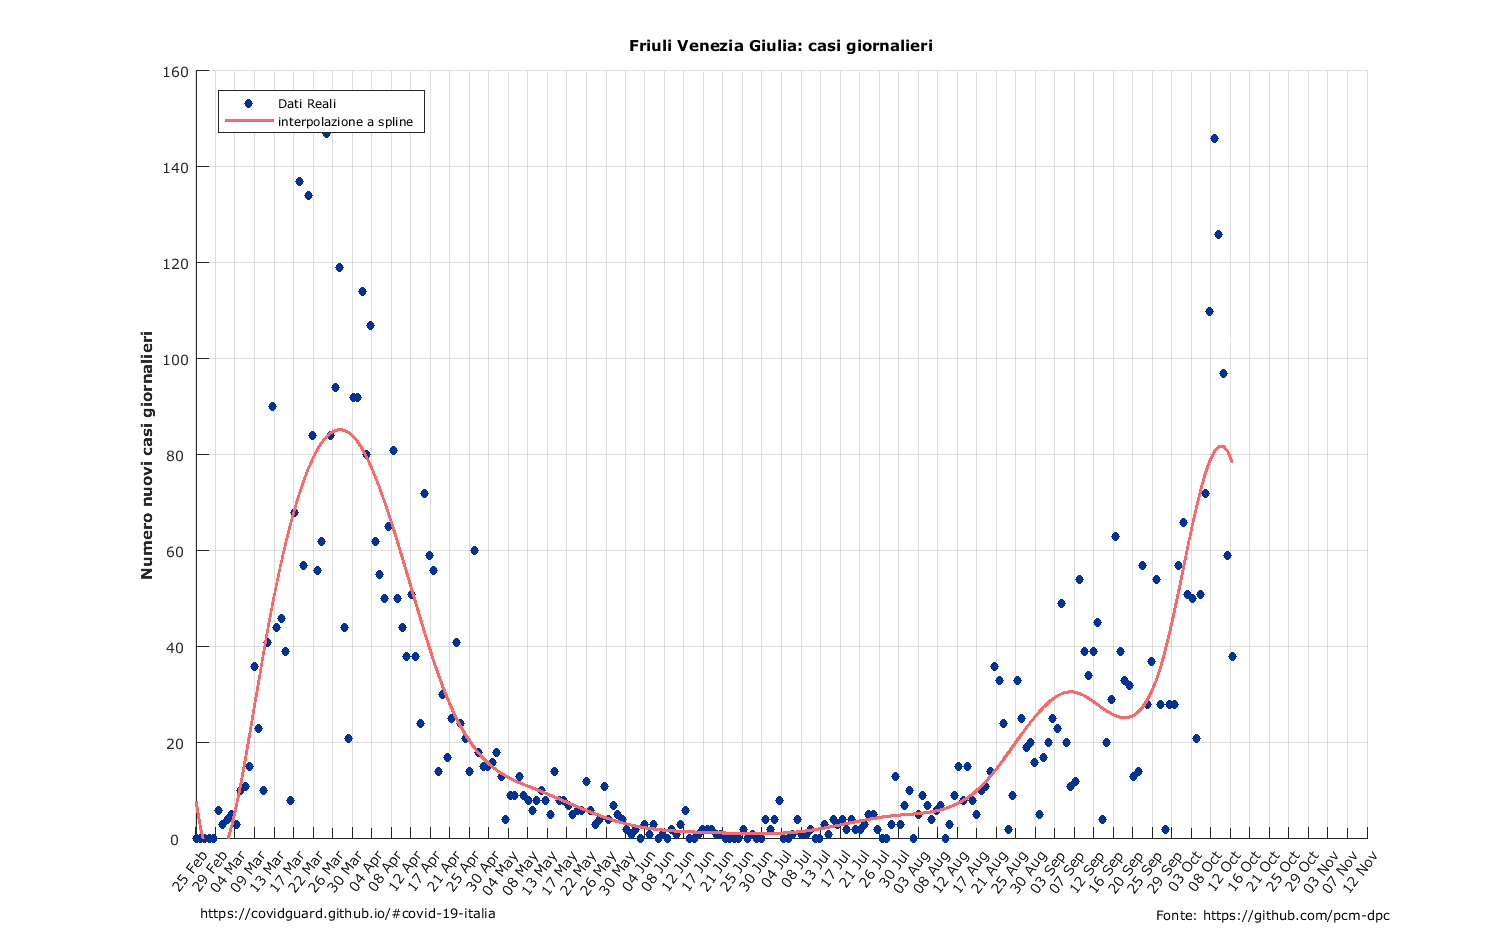 Friuli Venezia Giulia: casi giornalieri
Dati Reali
interpolazione a spline
Numero nuovi casi giornalieri
160
140
120
100
80
60
40
20
0
25 Feb
29 Feb
04 Mar
09 Mar
13 Mar
17 Mar
22 Mar
26 Mar
30 Mar
04 Apr
08 Apr
12 Apr
17 Apr
21 Apr
25 Apr
30 Apr
04 May
08 May
13 May
17 May
22 May
26 May
30 May
04 Jun
08 Jun
12 Jun
17 Jun
21 Jun
25 Jun
30 Jun
04 Jul
08 Jul
13 Jul
17 Jul
21 Jul
26 Jul
30 Jul
03 Aug
08 Aug
12 Aug
17 Aug
21 Aug
25 Aug
30 Aug
03 Sep
07 Sep
12 Sep
16 Sep
20 Sep
25 Sep
29 Sep
03 Oct
08 Oct
12 Oct
16 Oct
21 Oct
25 Oct
29 Oct
03 Nov
07 Nov
12 Nov
https://covidguard.github.io/#covid-19-italia
Fonte: https://github.com/pcm-dpc